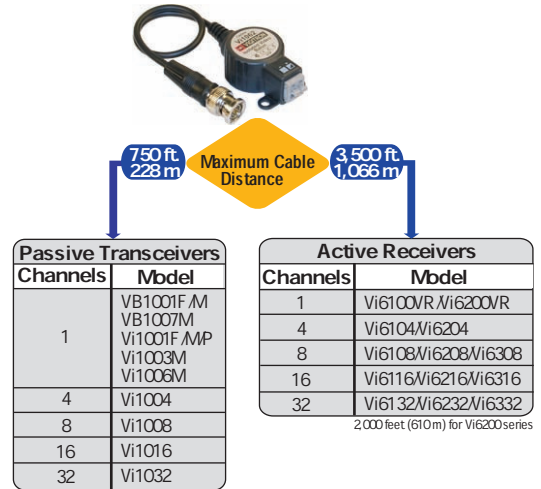 Vi1002
750 ft
228 m
Maximum Cable
Distance
3,500 ft
1,066 m
Passive Transceivers
Channels Model
1
VB1001F/M
VB1007M
Vi1001F/M/P
Vi1003M
Vi1006M
4 Vi1004
8 Vi1008
16 Vi1016
32 Vi1032
Active Receivers
Channels Model
1 Vi6100VR/Vi6200VR
4 Vi6104/Vi6204
8 Vi6108/Vi6208/Vi6308
16 Vi6116/Vi6216/Vi6316
32 Vi6132/Vi6232/Vi6332
2,000 feet (610 m) for Vi6200 series